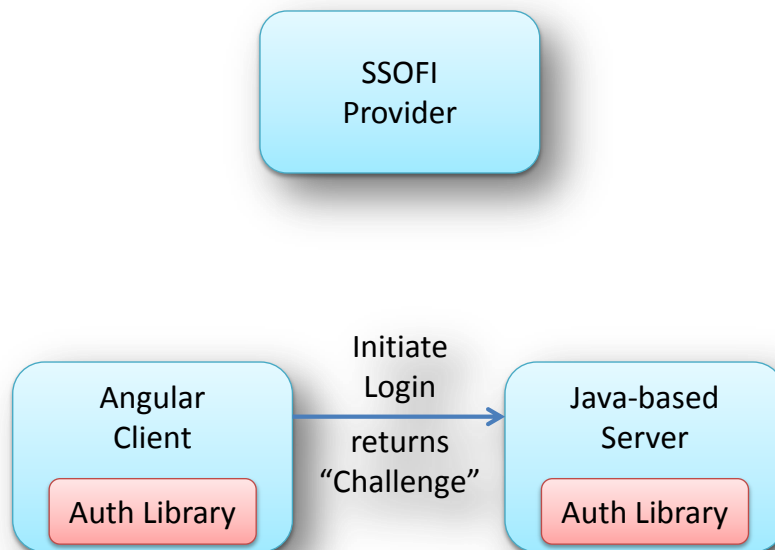 SSOFI
Provider
Initiate
Login
Angular
Client
returns
“Challenge”
Java-based
Server
Auth Library
Auth Library